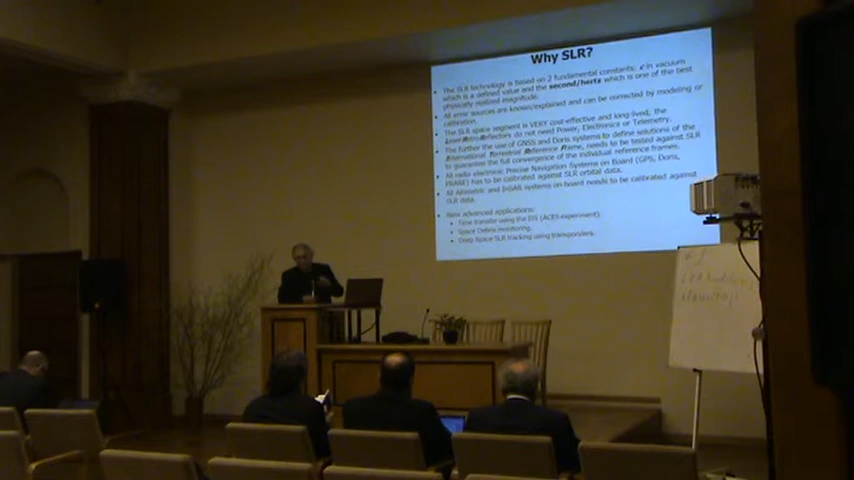 Why SLR?
• The SLR technology is based on 2 fundamental constants: c in vacuum
which is a defined value and the second/hertz which is one of the best
physically realized magnitude.
• All error sources are known/explained and can be corrected by modeling or
calibration.
• The SLR space segment is VERY cost-effective and long-lived, the
LaserRetroReflectors do not need Power, Electronics or Telemetry.
• The further the use of GNSS and Doris systems to define solutions of the
International Terrestrial Reference Frame, needs to be tested against SLR
to guarantee the full convergence of the individual reference frames.
• All radio electronic Precise Navigation Systems on Board (GPS, Doris,
PRARE) has to be calibrated against SLR orbital data.
• All Altimetric and InSAR systems on-board needs to be calibrated against
SLR data.
• New advanced applications:
• Time transfer using the ISS (ACES experiment).
• Space Debris monitoring.
• Deep Space SLR tracking using transponders.